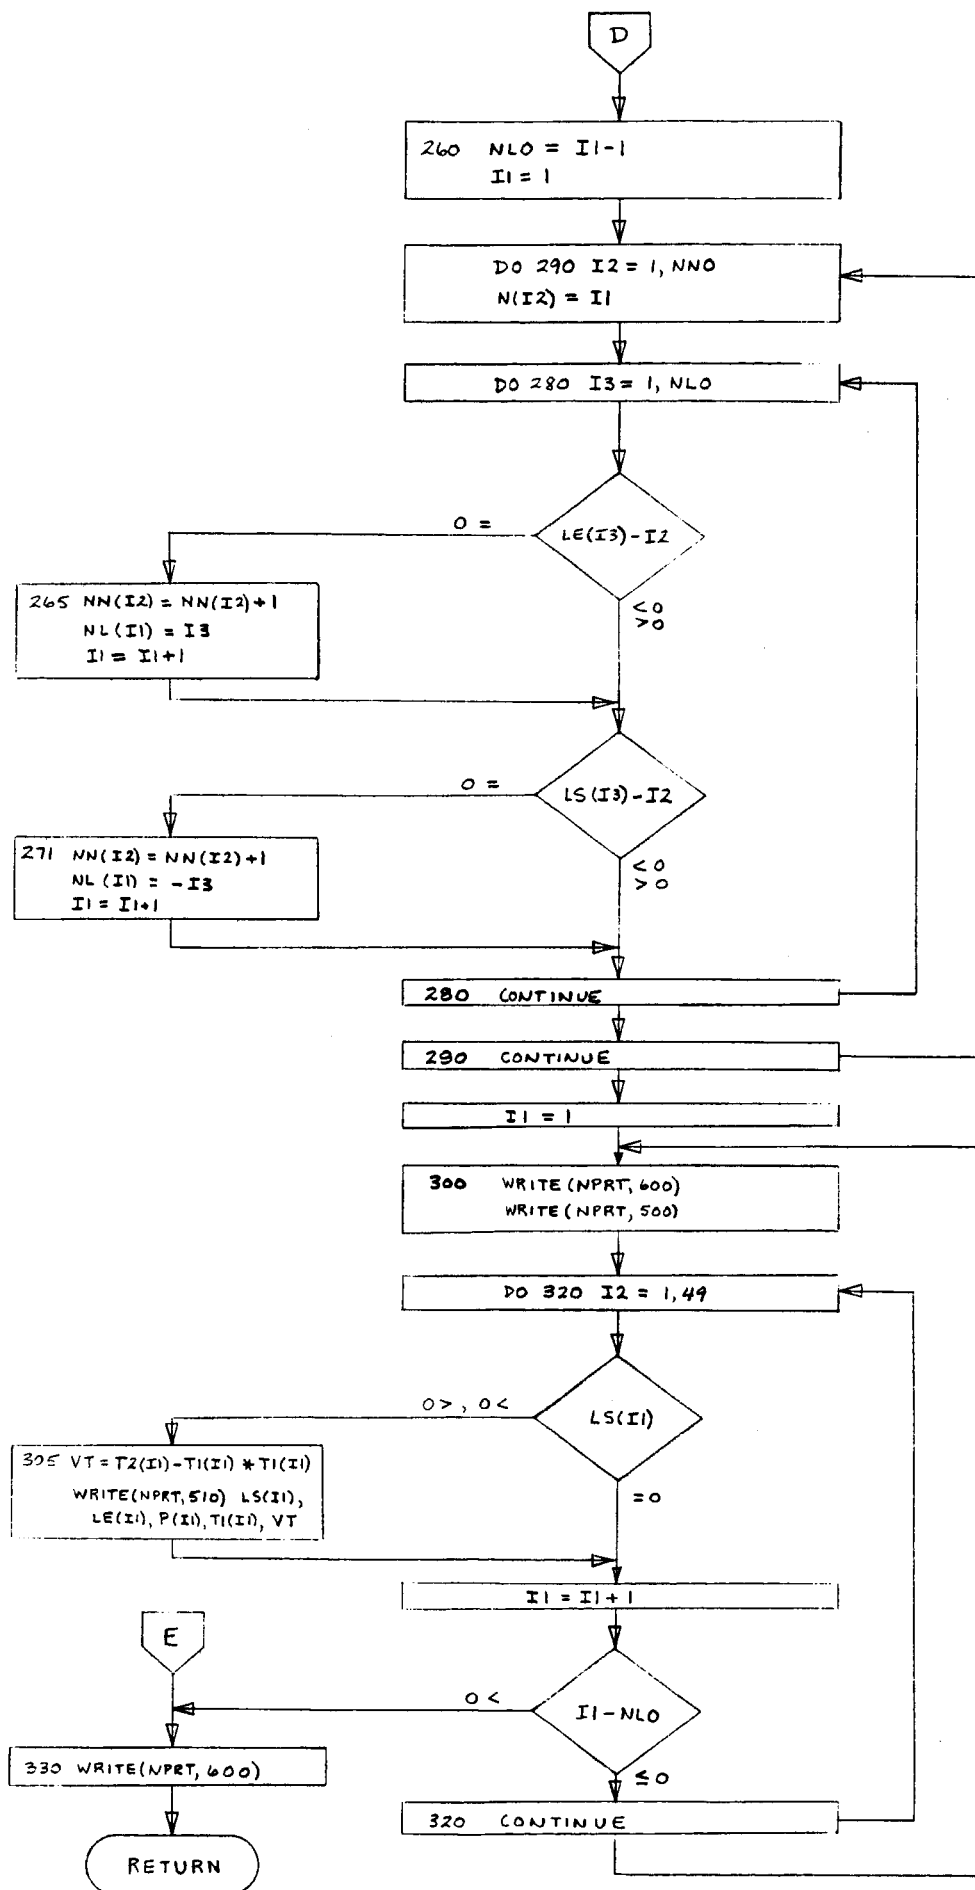 D
260 NLO = I1-1
I1 = 1
DO 290 I2 = 1, NNO
N(I2) = I1
DO 280 I3 = 1, NLO
LE(I3)-I2
0 =
<0
>0
265 NN(I2) = NN(I2)+1
NL(I1) = I3
I1 = I1+1
LS(I3)-I2
0 =
<0
>0
271 NN(I2) = NN(I2)+1
NL(I1) = -I3
I1 = I1+1
280 CONTINUE
290 CONTINUE
I1 = 1
300 WRITE(NPRT,600)
WRITE(NPRT,500)
DO 320 I2 = 1,49
LS(I1)
0>, 0<
=0
305 VT=T2(I1)-T1(I1)*T1(I1)
WRITE(NPRT,510) LS(I1),
LE(I1), P(I1), T1(I1), VT
I1 = I1+1
E
0<
I1-NLO
≤0
330 WRITE(NPRT,600)
320 CONTINUE
RETURN